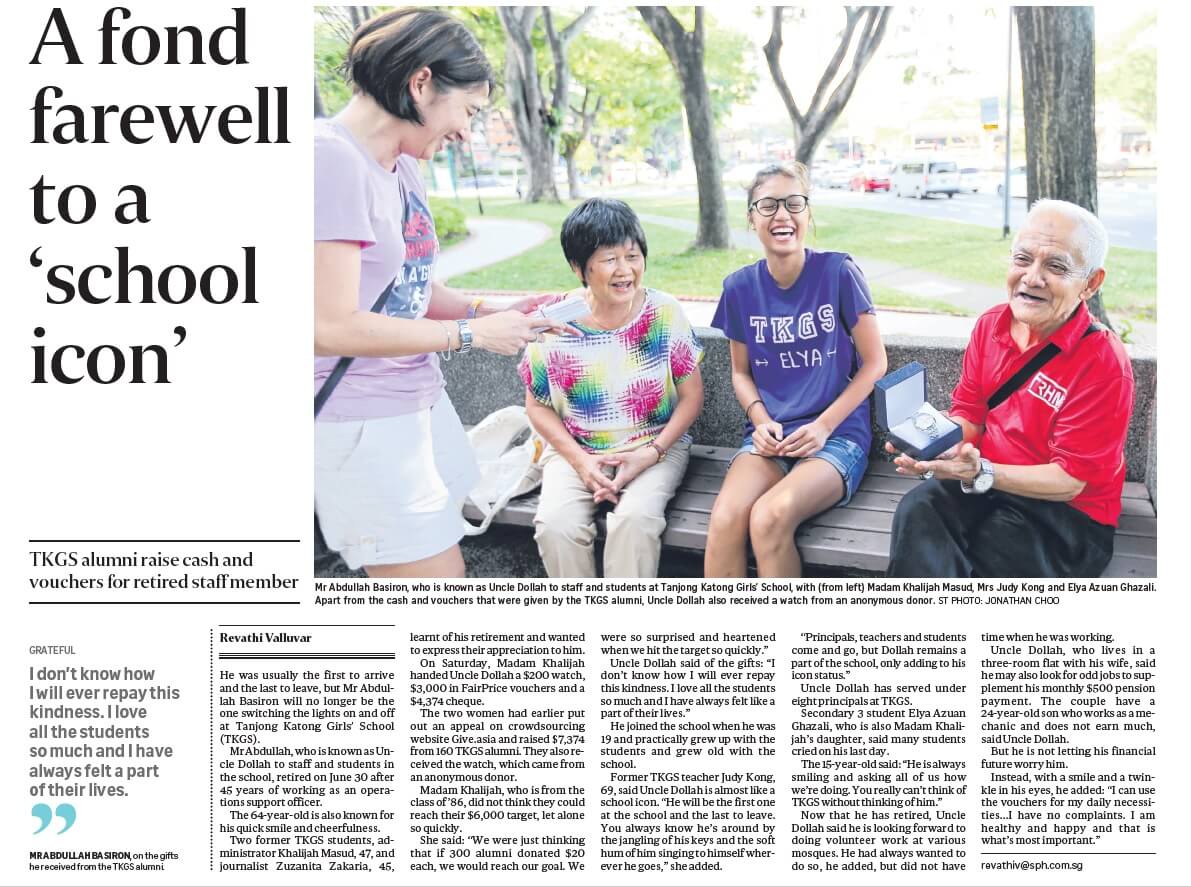 A fond
farewell
to a
‘school
icon’
TKGS alumni raise cash and
vouchers for retired staff member
TKGS
ELYA
RHM
Mr Abdullah Basiron, who is known as Uncle Dollah to staff and students at Tanjong Katong Girls’ School, with (from left) Madam Khalijah Masud, Mrs Judy Kong and Elya Azuan Ghazali.
Apart from the cash and vouchers that were given by the TKGS alumni, Uncle Dollah also received a watch from an anonymous donor. ST PHOTO: JONATHAN CHOO
GRATEFUL
I don’t know how
I will ever repay this
kindness. I love
all the students
so much and I have
always felt a part
of their lives.
”
MR ABDULLAH BASIRON, on the gifts
he received from the TKGS alumni.
Revathi Valluvar
He was usually the first to arrive
and the last to leave, but Mr Abdul-
lah Basiron will no longer be the
one switching the lights on and off
at Tanjong Katong Girls’ School
(TKGS).
Mr Abdullah, who is known as Un-
cle Dollah to staff and students in
the school, retired on June 30 after
45 years of working as an opera-
tions support officer.
The 64-year-old is also known for
his quick smile and cheerfulness.
Two former TKGS students, ad-
ministrator Khalijah Masud, 47, and
journalist Zuzanita Zakaria, 45,
learnt of his retirement and wanted
to express their appreciation to him.
On Saturday, Madam Khalijah
handed Uncle Dollah a $200 watch,
$3,000 in FairPrice vouchers and a
$4,374 cheque.
The two women had earlier put
out an appeal on crowdsourcing
website Give.asia and raised $7,374
from 160 TKGS alumni. They also re-
ceived the watch, which came from
an anonymous donor.
Madam Khalijah, who is from the
class of ’86, did not think they could
reach their $6,000 target, let alone
so quickly.
She said: “We were just thinking
that if 300 alumni donated $20
each, we would reach our goal. We
were so surprised and heartened
when we hit the target so quickly.”
Uncle Dollah said of the gifts: “I
don’t know how I will ever repay
this kindness. I love all the students
so much and I have always felt like a
part of their lives.”
He joined the school when he was
19 and practically grew up with the
students and grew old with the
school.
Former TKGS teacher Judy Kong,
69, said Uncle Dollah is almost like a
school icon. “He will be the first one
at the school and the last to leave.
You always know he’s around by
the jangling of his keys and the soft
hum of him singing to himself wher-
ever he goes,” she added.
“Principals, teachers and students
come and go, but Dollah remains a
part of the school, only adding to his
icon status.”
Uncle Dollah has served under
eight principals at TKGS.
Secondary 3 student Elya Azuan
Ghazali, who is also Madam Khali-
jah’s daughter, said many students
cried on his last day.
The 15-year-old said: “He is always
smiling and asking all of us how
we’re doing. You really can’t think of
TKGS without thinking of him.”
Now that he has retired, Uncle
Dollah said he is looking forward to
doing volunteer work at various
mosques. He had always wanted to
do so, he added, but did not have
time when he was working.
Uncle Dollah, who lives in a
three-room flat with his wife, said
he may also look for odd jobs to sup-
plement his monthly $500 pension
payment. The couple have a
24-year-old son who works as a me-
chanic and does not earn much,
said Uncle Dollah.
But he is not letting his financial
future worry him.
Instead, with a smile and a twin-
kle in his eyes, he added: “I can use
the vouchers for my daily necessi-
ties...I have no complaints. I am
healthy and happy and that is
what’s most important.”
revathiv@sph.com.sg